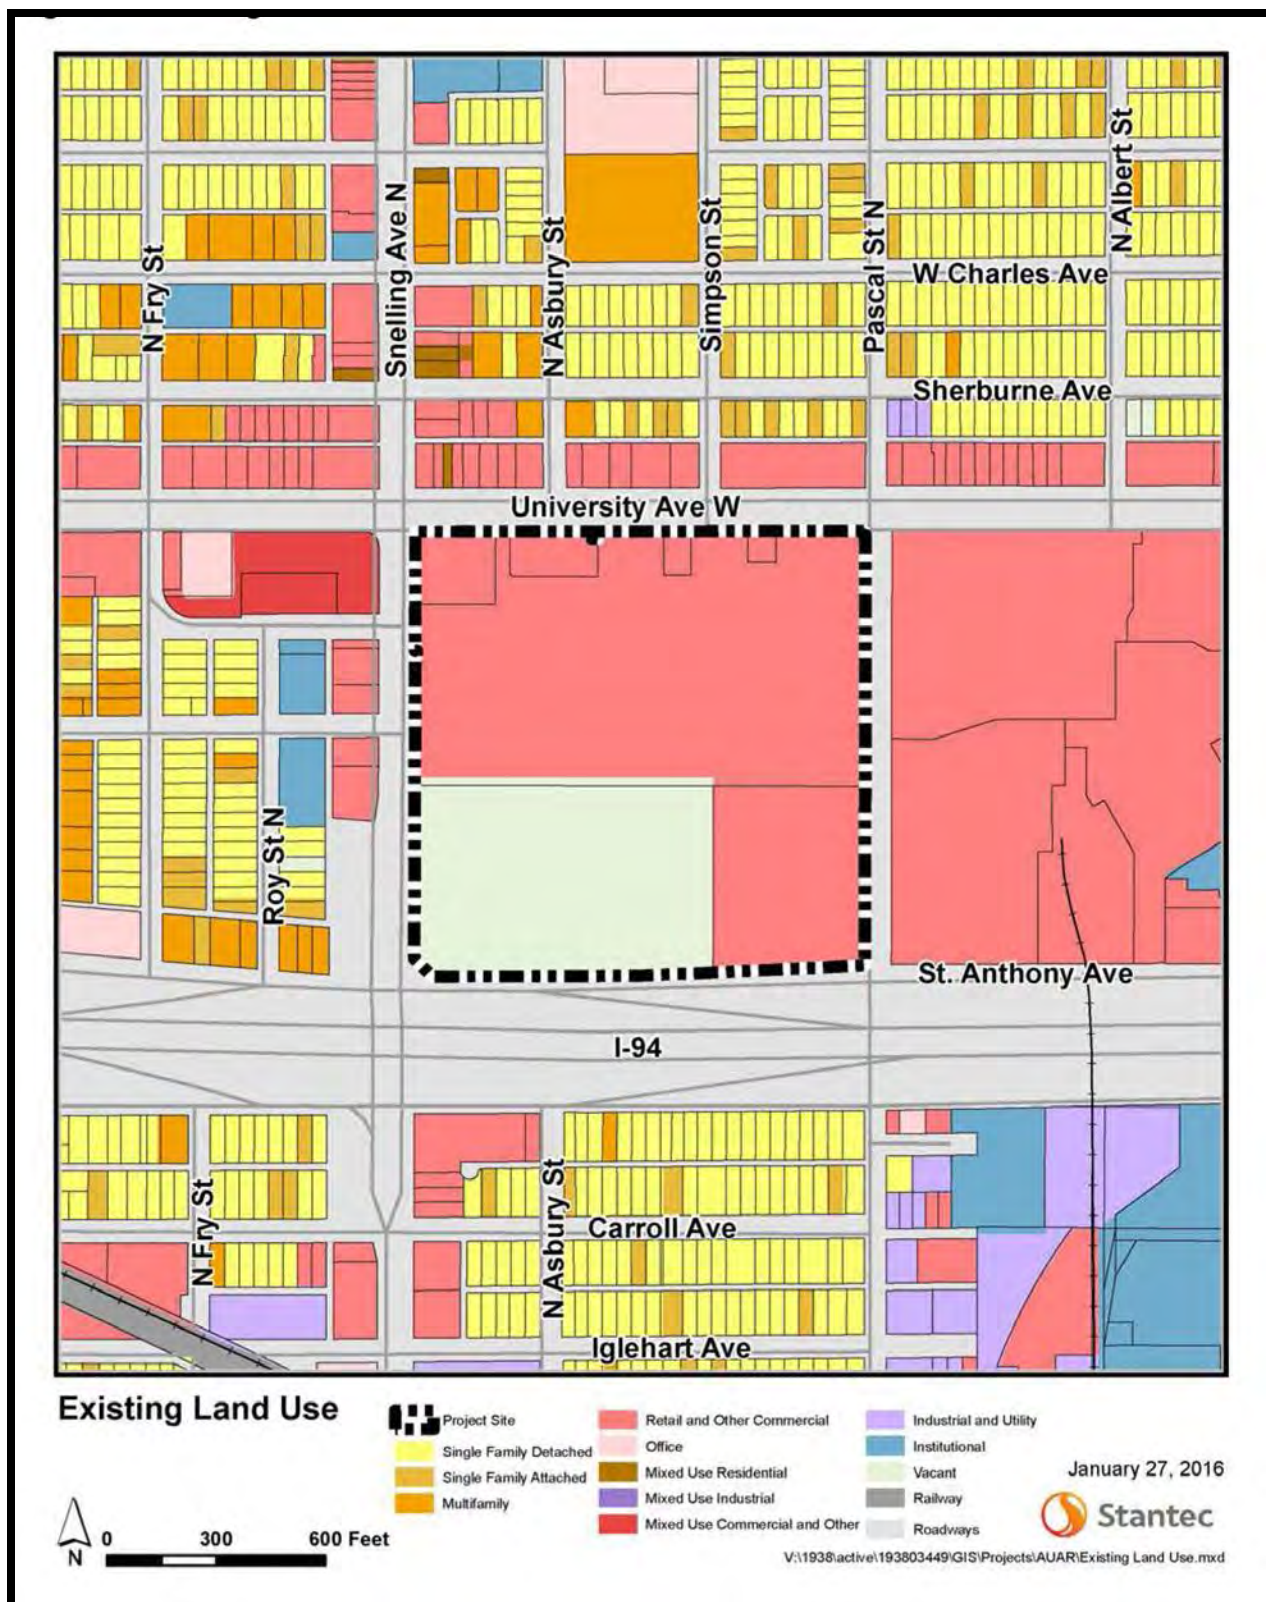 N Albert St
Snelling Ave N
Simpson St
Pascal St N
N Asbury St
N Fry St
W Charles Ave
Sherburne Ave
University Ave W
Roy St N
St. Anthony Ave
I-94
N Fry St
N Asbury St
Carroll Ave
Iglehart Ave
Existing Land Use
Project Site
Single Family Detached
Single Family Attached
Multifamily
Retail and Other Commercial
Office
Mixed Use Residential
Mixed Use Industrial
Mixed Use Commercial and Other
Industrial and Utility
Institutional
Vacant
Railway
Roadways
January 27, 2016
Stantec
N
0 300 600 Feet
V:\1938\active\193803449\GIS\Projects\AUAR\Existing Land Use.mxd